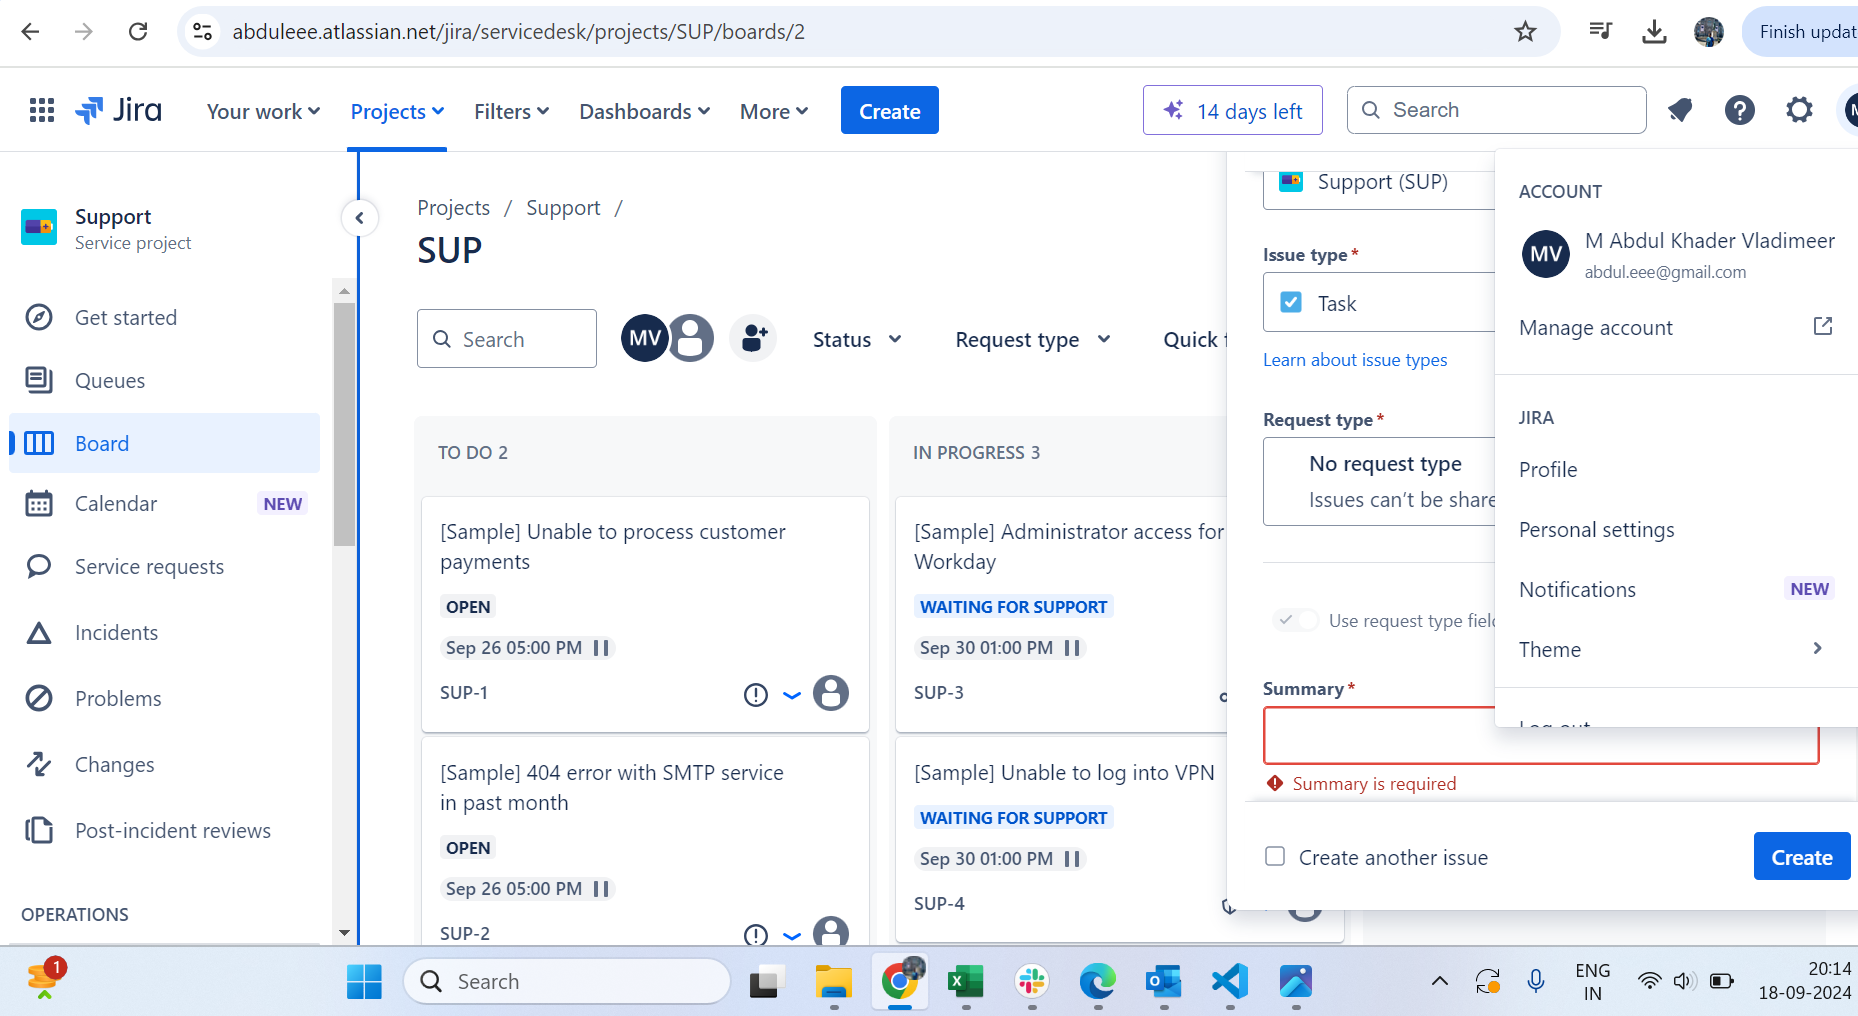 abduleee.atlassian.net/jira/servicedesk/projects/SUP/boards/2
Finish updat
Jira
Your work
Projects
Filters
Dashboards
More
Create
14 days left
Search
Support
Service project
Get started
Queues
Board
Calendar
NEW
Service requests
Incidents
Problems
Changes
Post-incident reviews
OPERATIONS
Projects / Support /
SUP
Search
MV
Status
Request type
Quick f
TO DO 2
[Sample] Unable to process customer
payments
OPEN
Sep 26 05:00 PM
SUP-1
[Sample] 404 error with SMTP service
in past month
OPEN
Sep 26 05:00 PM
SUP-2
IN PROGRESS 3
[Sample] Administrator access for
Workday
WAITING FOR SUPPORT
Sep 30 01:00 PM
SUP-3
[Sample] Unable to log into VPN
WAITING FOR SUPPORT
Sep 30 01:00 PM
SUP-4
Support (SUP)
Issue type*
Task
Learn about issue types
Request type*
No request type
Issues can't be share
Use request type field
Summary*
Summary is required
Create another issue
Create
ACCOUNT
MV
M Abdul Khader Vladimeer
abdul.eee@gmail.com
Manage account
JIRA
Profile
Personal settings
Notifications
NEW
Theme
Log out
1
Search
ENG
IN
20:14
18-09-2024